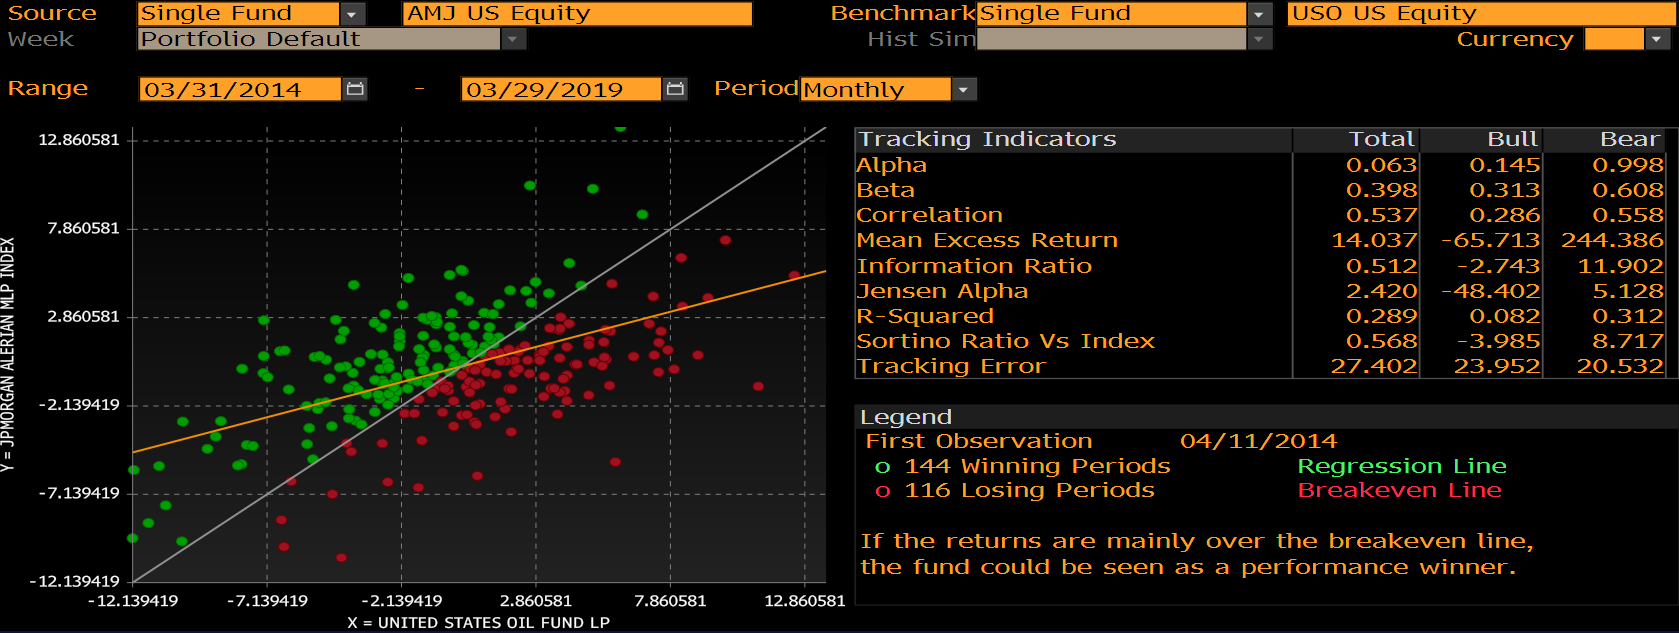 Source Single Fund AMJ US Equity Benchmark Single Fund USO US Equity
Week Portfolio Default Hist Sim Currency
Range 03/31/2014 - 03/29/2019 Period Monthly
12.860581
7.860581
2.860581
-2.139419
-7.139419
-12.139419
Y = JPMORGAN ALERIAN MLP INDEX
-12.139419 -7.139419 -2.139419 2.860581 7.860581 12.860581
X = UNITED STATES OIL FUND LP
Tracking Indicators Total Bull Bear
Alpha 0.063 0.145 0.998
Beta 0.398 0.313 0.608
Correlation 0.537 0.286 0.558
Mean Excess Return 14.037 -65.713 244.386
Information Ratio 0.512 -2.743 11.902
Jensen Alpha 2.420 -48.402 5.128
R-Squared 0.289 0.082 0.312
Sortino Ratio Vs Index 0.568 -3.985 8.717
Tracking Error 27.402 23.952 20.532
Legend
First Observation 04/11/2014
o 144 Winning Periods Regression Line
o 116 Losing Periods Breakeven Line
If the returns are mainly over the breakeven line,
the fund could be seen as a performance winner.